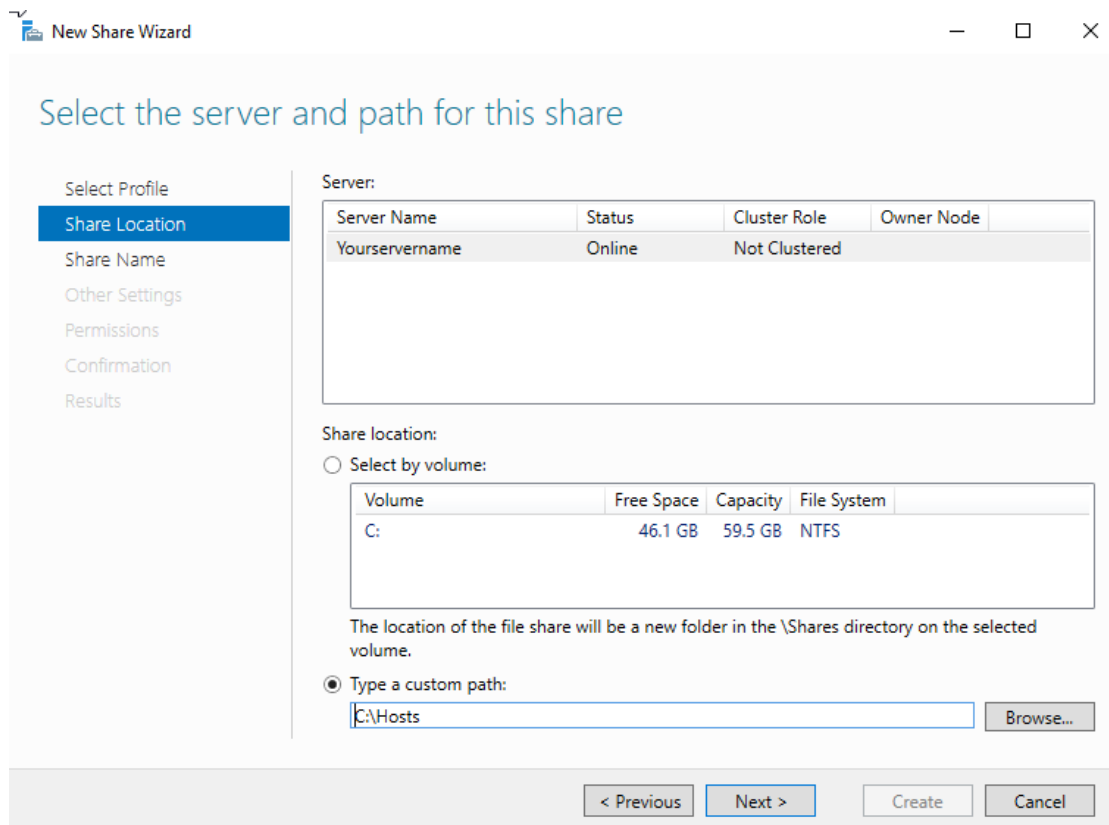 New Share Wizard
Select the server and path for this share
Select Profile
Share Location
Share Name
Other Settings
Permissions
Confirmation
Results
Server:
Server Name Status Cluster Role Owner Node
Yourservername Online Not Clustered
Share location:
Select by volume:
Volume Free Space Capacity File System
C: 46.1 GB 59.5 GB NTFS
The location of the file share will be a new folder in the \Shares directory on the selected
volume.
Type a custom path:
C:\Hosts
Browse...
< Previous Next > Create Cancel